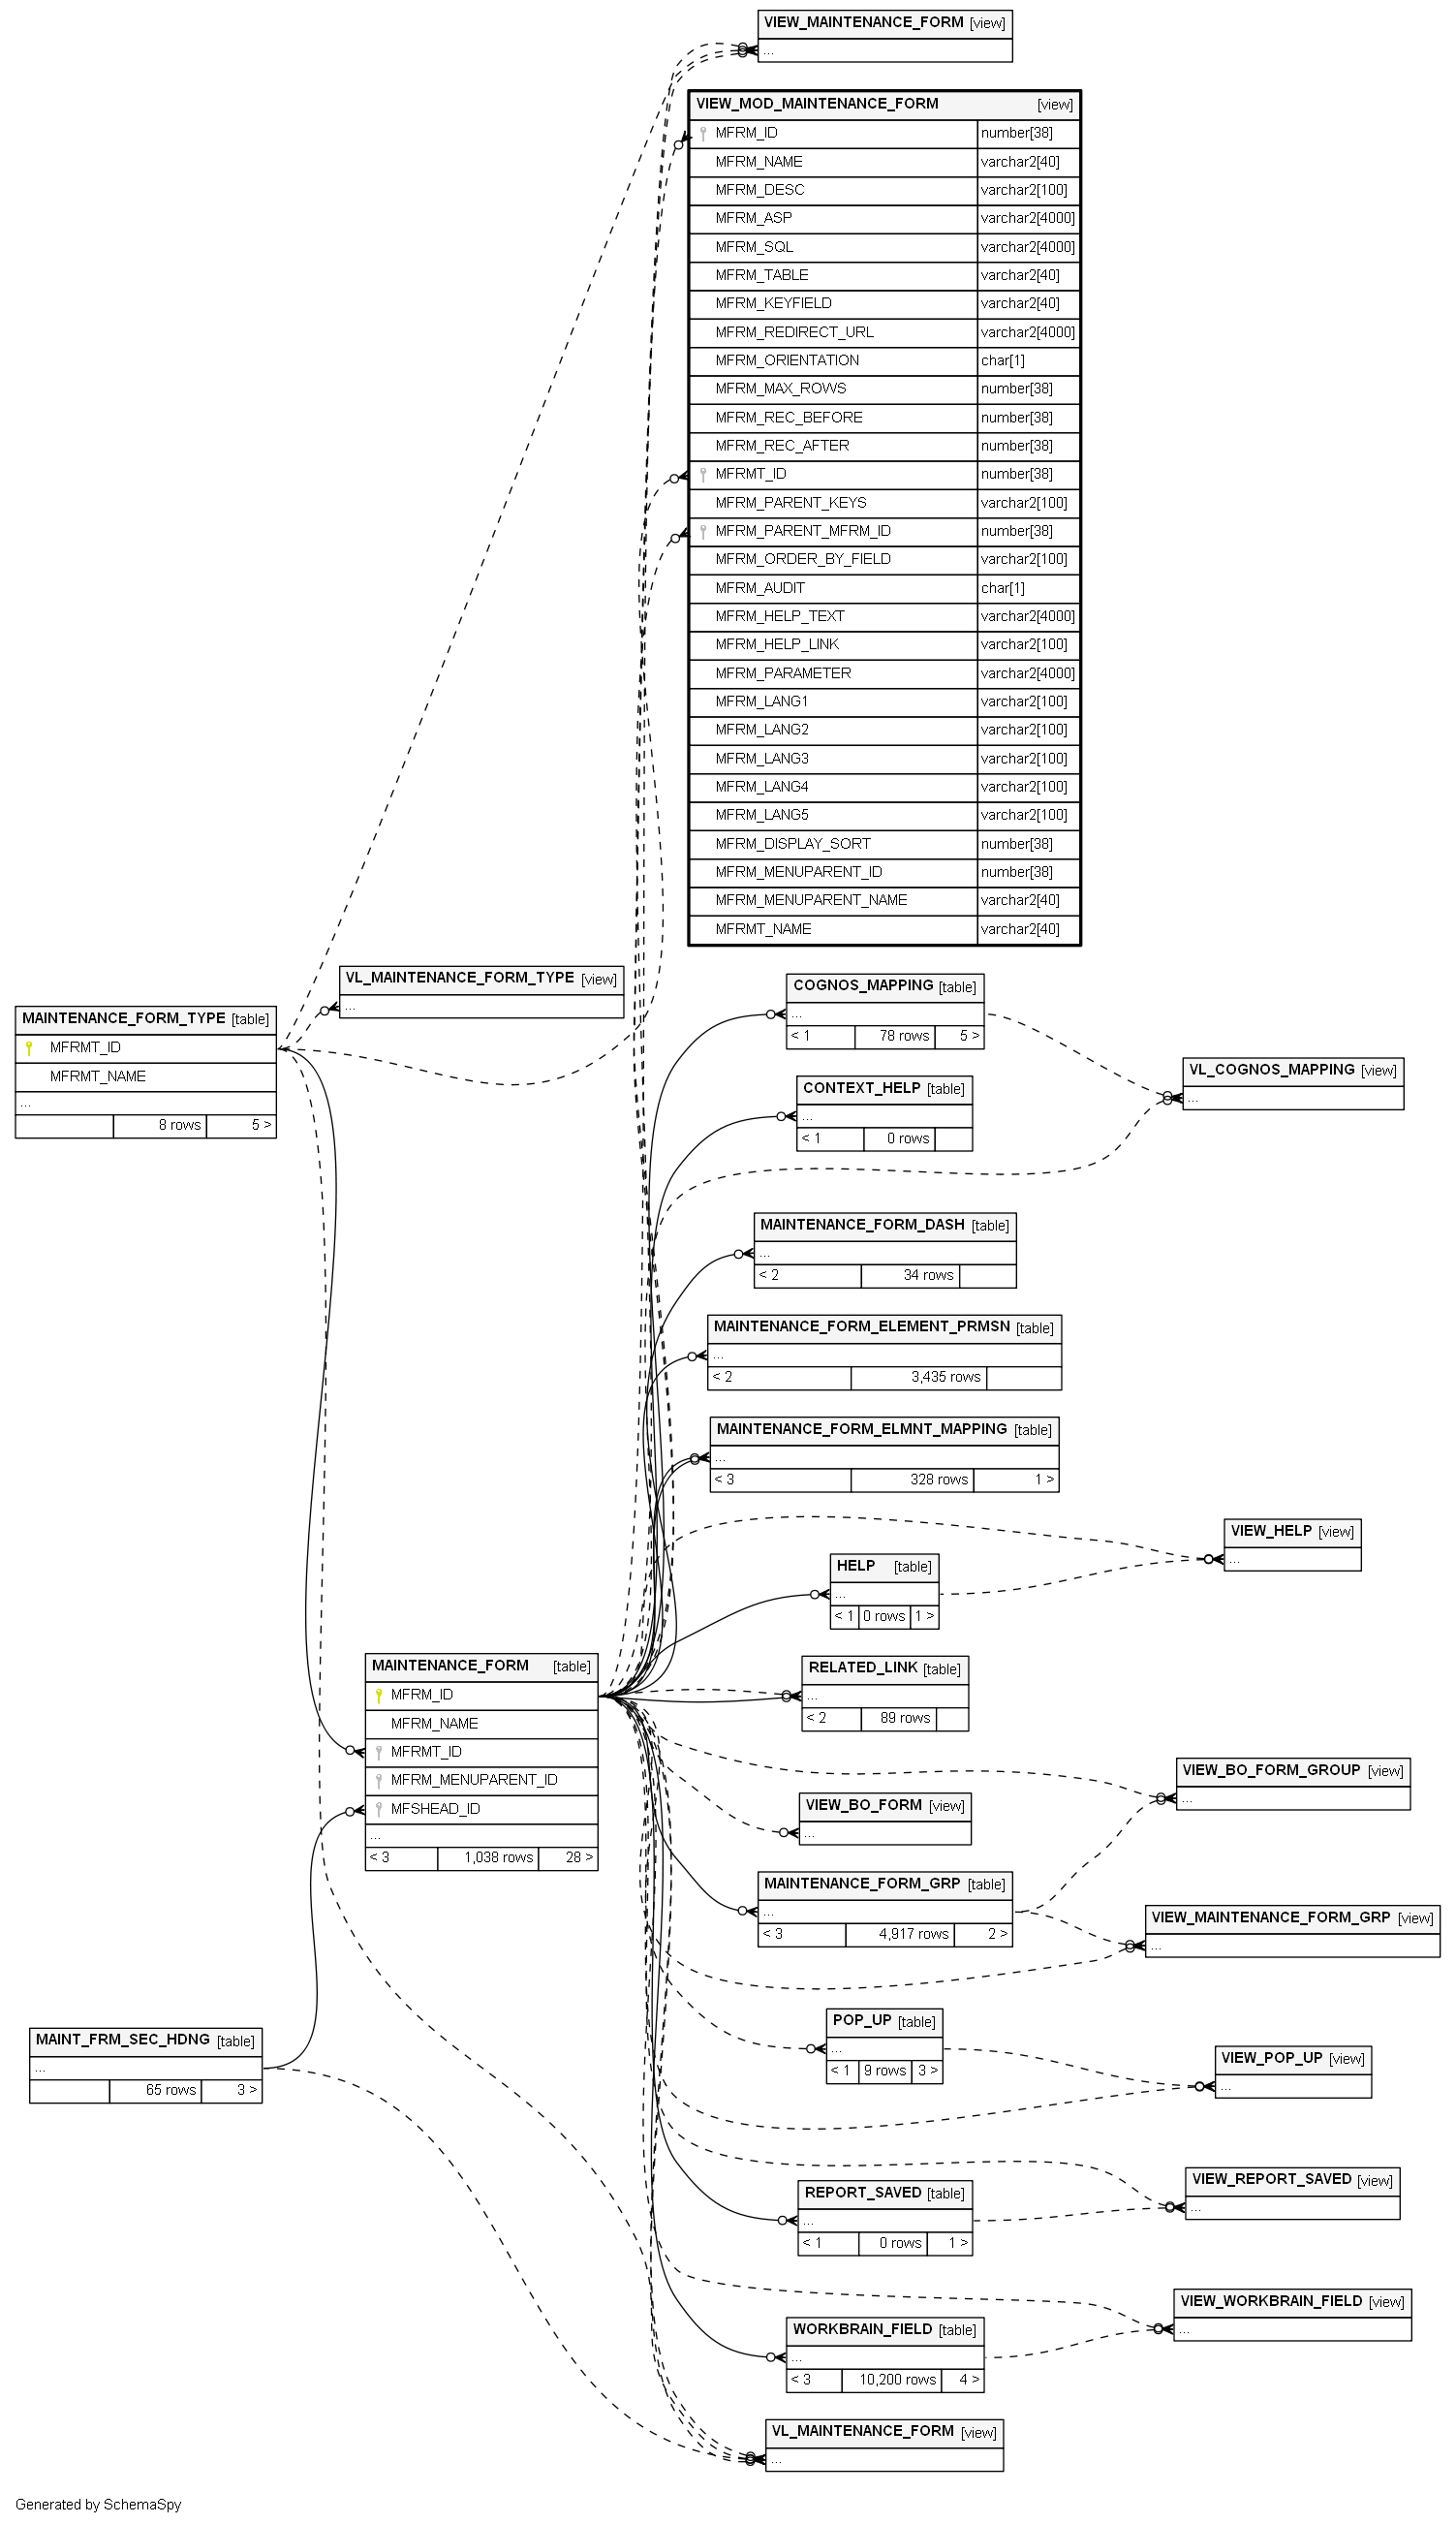 VIEW_MAINTENANCE_FORM [view]
...
VIEW_MOD_MAINTENANCE_FORM [view]
MFRM_ID number[38]
MFRM_NAME varchar2[40]
MFRM_DESC varchar2[100]
MFRM_ASP varchar2[4000]
MFRM_SQL varchar2[4000]
MFRM_TABLE varchar2[40]
MFRM_KEYFIELD varchar2[40]
MFRM_REDIRECT_URL varchar2[4000]
MFRM_ORIENTATION char[1]
MFRM_MAX_ROWS number[38]
MFRM_REC_BEFORE number[38]
MFRM_REC_AFTER number[38]
MFRMT_ID number[38]
MFRM_PARENT_KEYS varchar2[100]
MFRM_PARENT_MFRM_ID number[38]
MFRM_ORDER_BY_FIELD varchar2[100]
MFRM_AUDIT char[1]
MFRM_HELP_TEXT varchar2[4000]
MFRM_HELP_LINK varchar2[100]
MFRM_PARAMETER varchar2[4000]
MFRM_LANG1 varchar2[100]
MFRM_LANG2 varchar2[100]
MFRM_LANG3 varchar2[100]
MFRM_LANG4 varchar2[100]
MFRM_LANG5 varchar2[100]
MFRM_DISPLAY_SORT number[38]
MFRM_MENUPARENT_ID number[38]
MFRM_MENUPARENT_NAME varchar2[40]
MFRMT_NAME varchar2[40]
VL_MAINTENANCE_FORM_TYPE [view]
...
MAINTENANCE_FORM_TYPE [table]
MFRMT_ID
MFRMT_NAME
...
8 rows 5 >
COGNOS_MAPPING [table]
...
< 1 78 rows 5 >
VL_COGNOS_MAPPING [view]
...
CONTEXT_HELP [table]
...
< 1 0 rows
MAINTENANCE_FORM_DASH [table]
...
< 2 34 rows
MAINTENANCE_FORM_ELEMENT_PRMSN [table]
...
< 2 3,435 rows
MAINTENANCE_FORM_ELMNT_MAPPING [table]
...
< 3 328 rows 1 >
VIEW_HELP [view]
...
HELP [table]
...
< 1 0 rows 1 >
MAINTENANCE_FORM [table]
MFRM_ID
MFRM_NAME
MFRMT_ID
MFRM_MENUPARENT_ID
MFSHEAD_ID
...
< 3 1,038 rows 28 >
RELATED_LINK [table]
...
< 2 89 rows
VIEW_BO_FORM_GROUP [view]
...
VIEW_BO_FORM [view]
...
MAINTENANCE_FORM_GRP [table]
...
< 3 4,917 rows 2 >
VIEW_MAINTENANCE_FORM_GRP [view]
...
POP_UP [table]
...
< 1 9 rows 3 >
MAINT_FRM_SEC_HDNG [table]
...
65 rows 3 >
VIEW_POP_UP [view]
...
VIEW_REPORT_SAVED [view]
...
REPORT_SAVED [table]
...
< 1 0 rows 1 >
VIEW_WORKBRAIN_FIELD [view]
...
WORKBRAIN_FIELD [table]
...
< 3 10,200 rows 4 >
VL_MAINTENANCE_FORM [view]
...
Generated by SchemaSpy